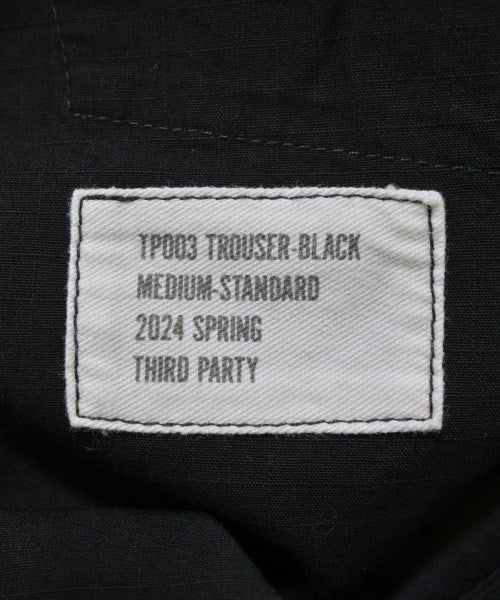 TP003 TROUSER-BLACK
MEDIUM-STANDARD
2024 SPRING
THIRD PARTY